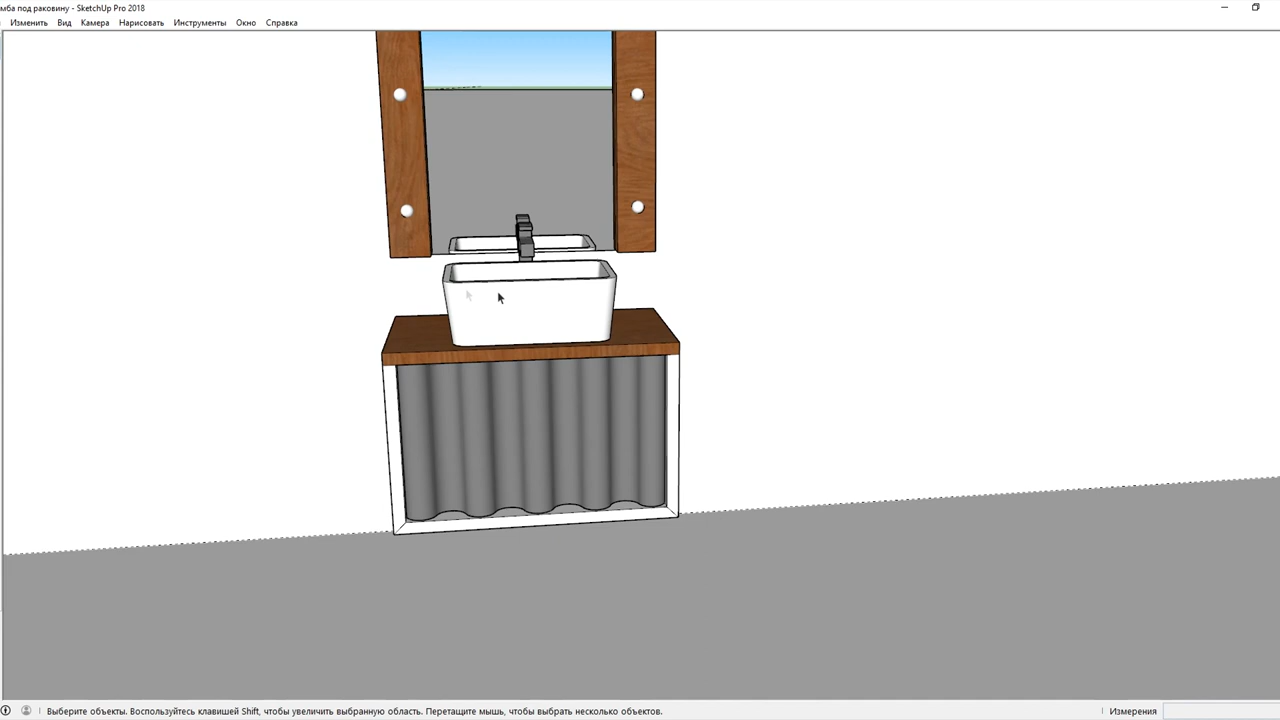 мба под раковину - SketchUp Pro 2018
Изменить Вид Камера Нарисовать Инструменты Окно Справка
Выберите объекты. Воспользуйтесь клавишей Shift, чтобы увеличить выбранную область. Перетащите мышь, чтобы выбрать несколько объектов.
Измерения